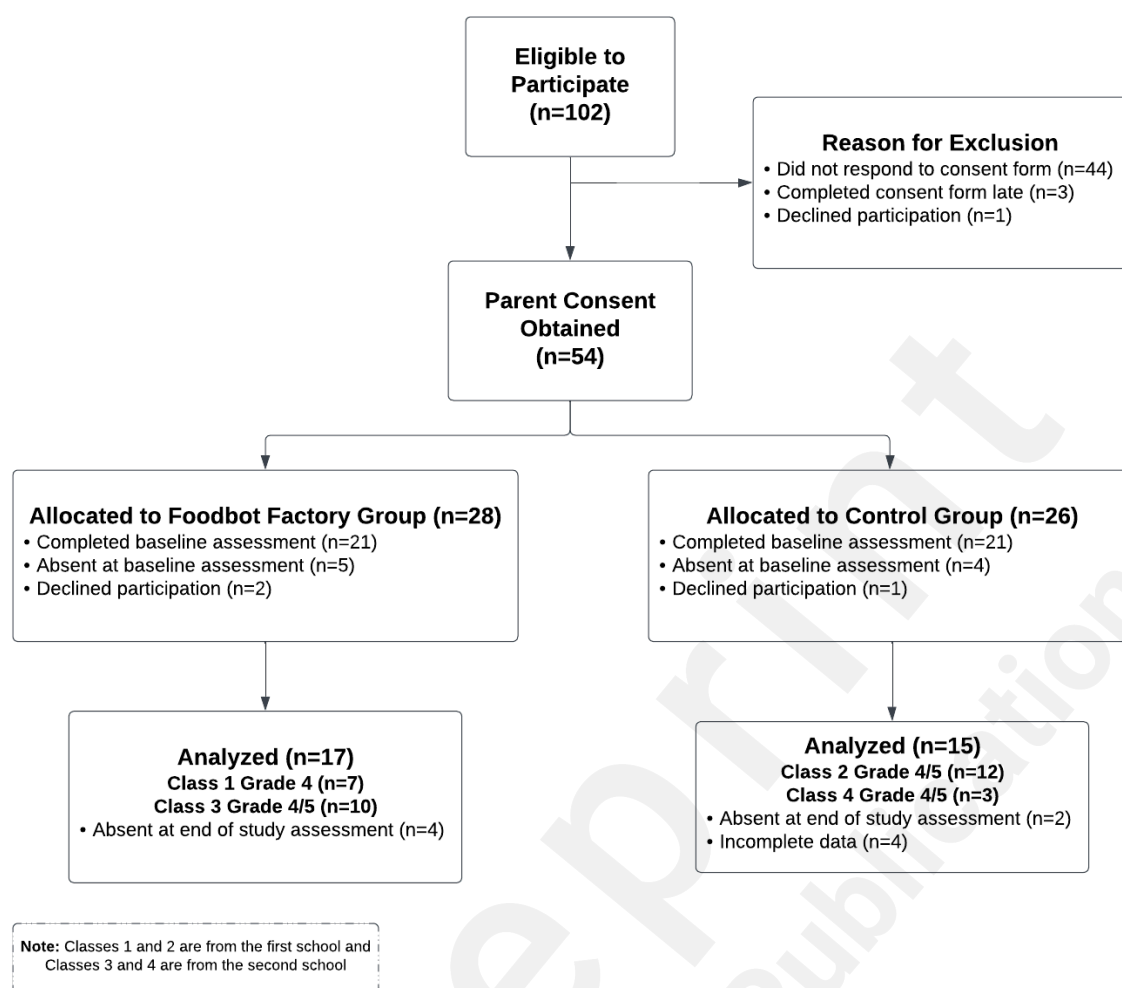 Eligible to
Participate
(n=102)
Reason for Exclusion
• Did not respond to consent form (n=44)
• Completed consent form late (n=3)
• Declined participation (n=1)
Parent Consent
Obtained
(n=54)
Allocated to Foodbot Factory Group (n=28)
• Completed baseline assessment (n=21)
• Absent at baseline assessment (n=5)
• Declined participation (n=2)
Allocated to Control Group (n=26)
• Completed baseline assessment (n=21)
• Absent at baseline assessment (n=4)
• Declined participation (n=1)
Analyzed (n=17)
Class 1 Grade 4 (n=7)
Class 3 Grade 4/5 (n=10)
• Absent at end of study assessment (n=4)
Analyzed (n=15)
Class 2 Grade 4/5 (n=12)
Class 4 Grade 4/5 (n=3)
• Absent at end of study assessment (n=2)
• Incomplete data (n=4)
Note: Classes 1 and 2 are from the first school and
Classes 3 and 4 are from the second school
eprint
Publication